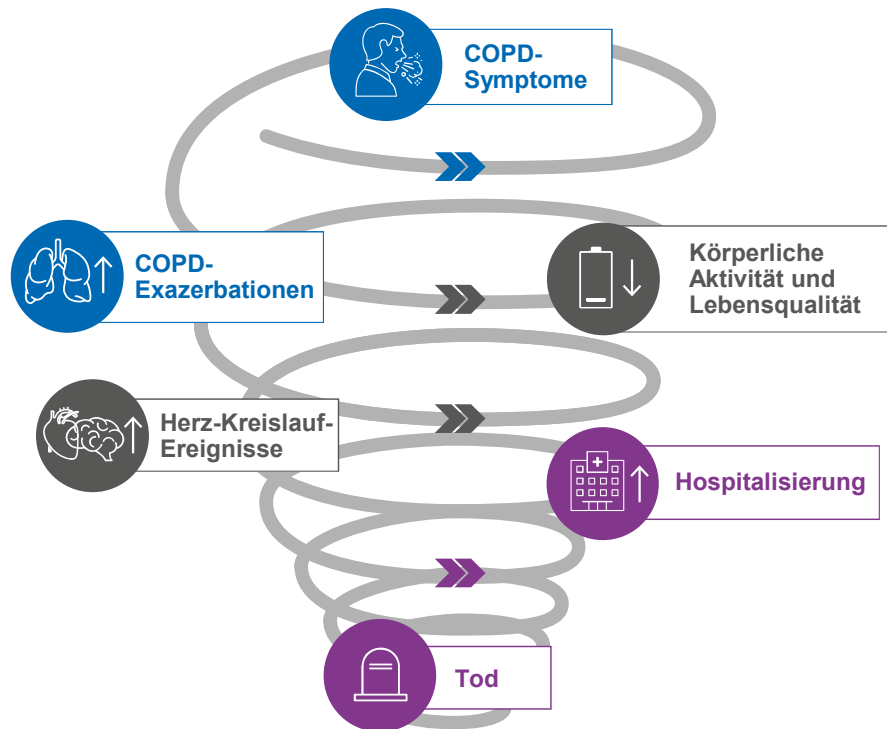 COPD-
Symptome
COPD-
Exazerbationen
Körperliche
Aktivität und
Lebensqualität
Herz-Kreislauf-
Ereignisse
Hospitalisierung
Tod